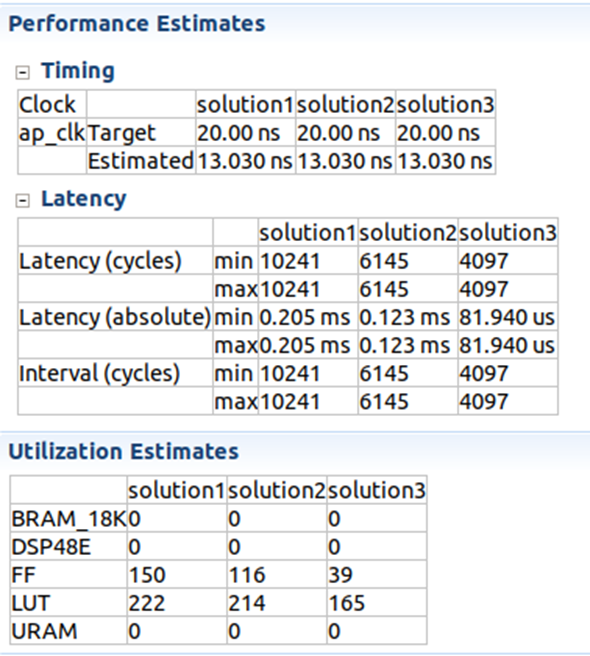 Performance Estimates
Timing
Clock solution1 solution2 solution3
ap_clk Target 20.00 ns 20.00 ns 20.00 ns
Estimated 13.030 ns 13.030 ns 13.030 ns
Latency
solution1 solution2 solution3
Latency (cycles) min 10241 6145 4097
max 10241 6145 4097
Latency (absolute) min 0.205 ms 0.123 ms 81.940 us
max 0.205 ms 0.123 ms 81.940 us
Interval (cycles) min 10241 6145 4097
max 10241 6145 4097
Utilization Estimates
solution1 solution2 solution3
BRAM_18K 0 0 0
DSP48E 0 0 0
FF 150 116 39
LUT 222 214 165
URAM 0 0 0